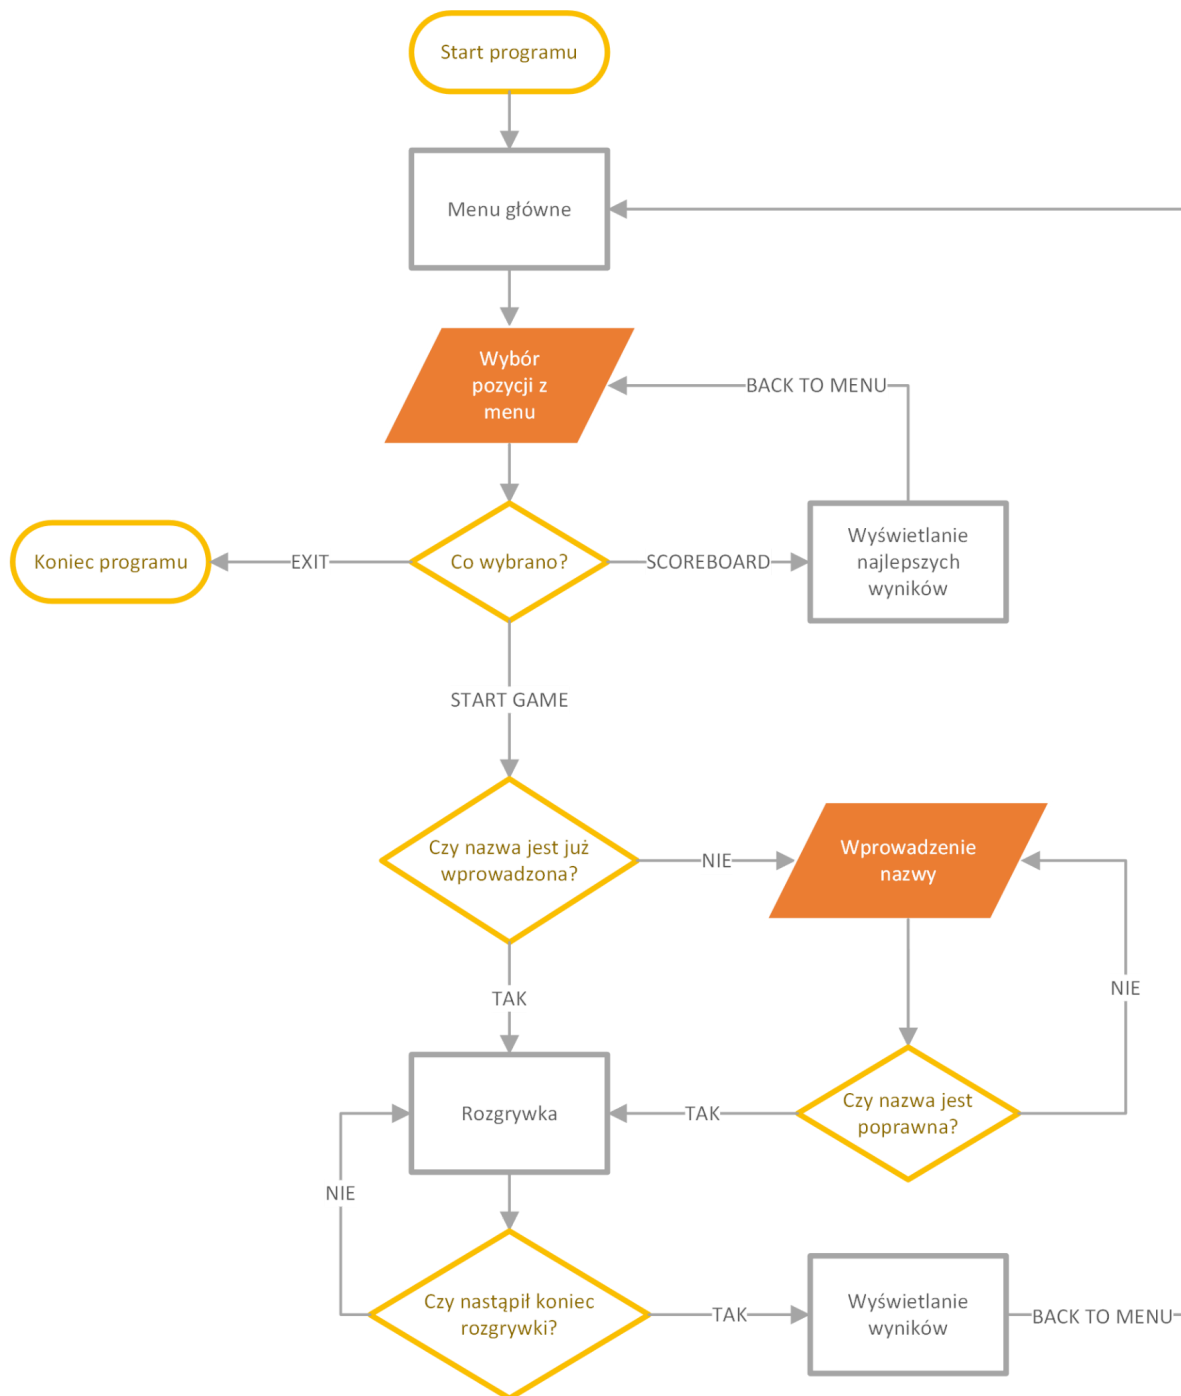 Start programu
Menu główne
Wybór
pozycji z
menu
BACK TO MENU
Koniec programu
EXIT
Co wybrano?
SCOREBOARD
Wyświetlanie
najlepszych
wyników
START GAME
Czy nazwa jest już
wprowadzona?
NIE
Wprowadzenie
nazwy
TAK
NIE
Rozgrywka
TAK
Czy nazwa jest
poprawna?
NIE
Czy nastąpił koniec
rozgrywki?
TAK
Wyświetlanie
wyników
BACK TO MENU